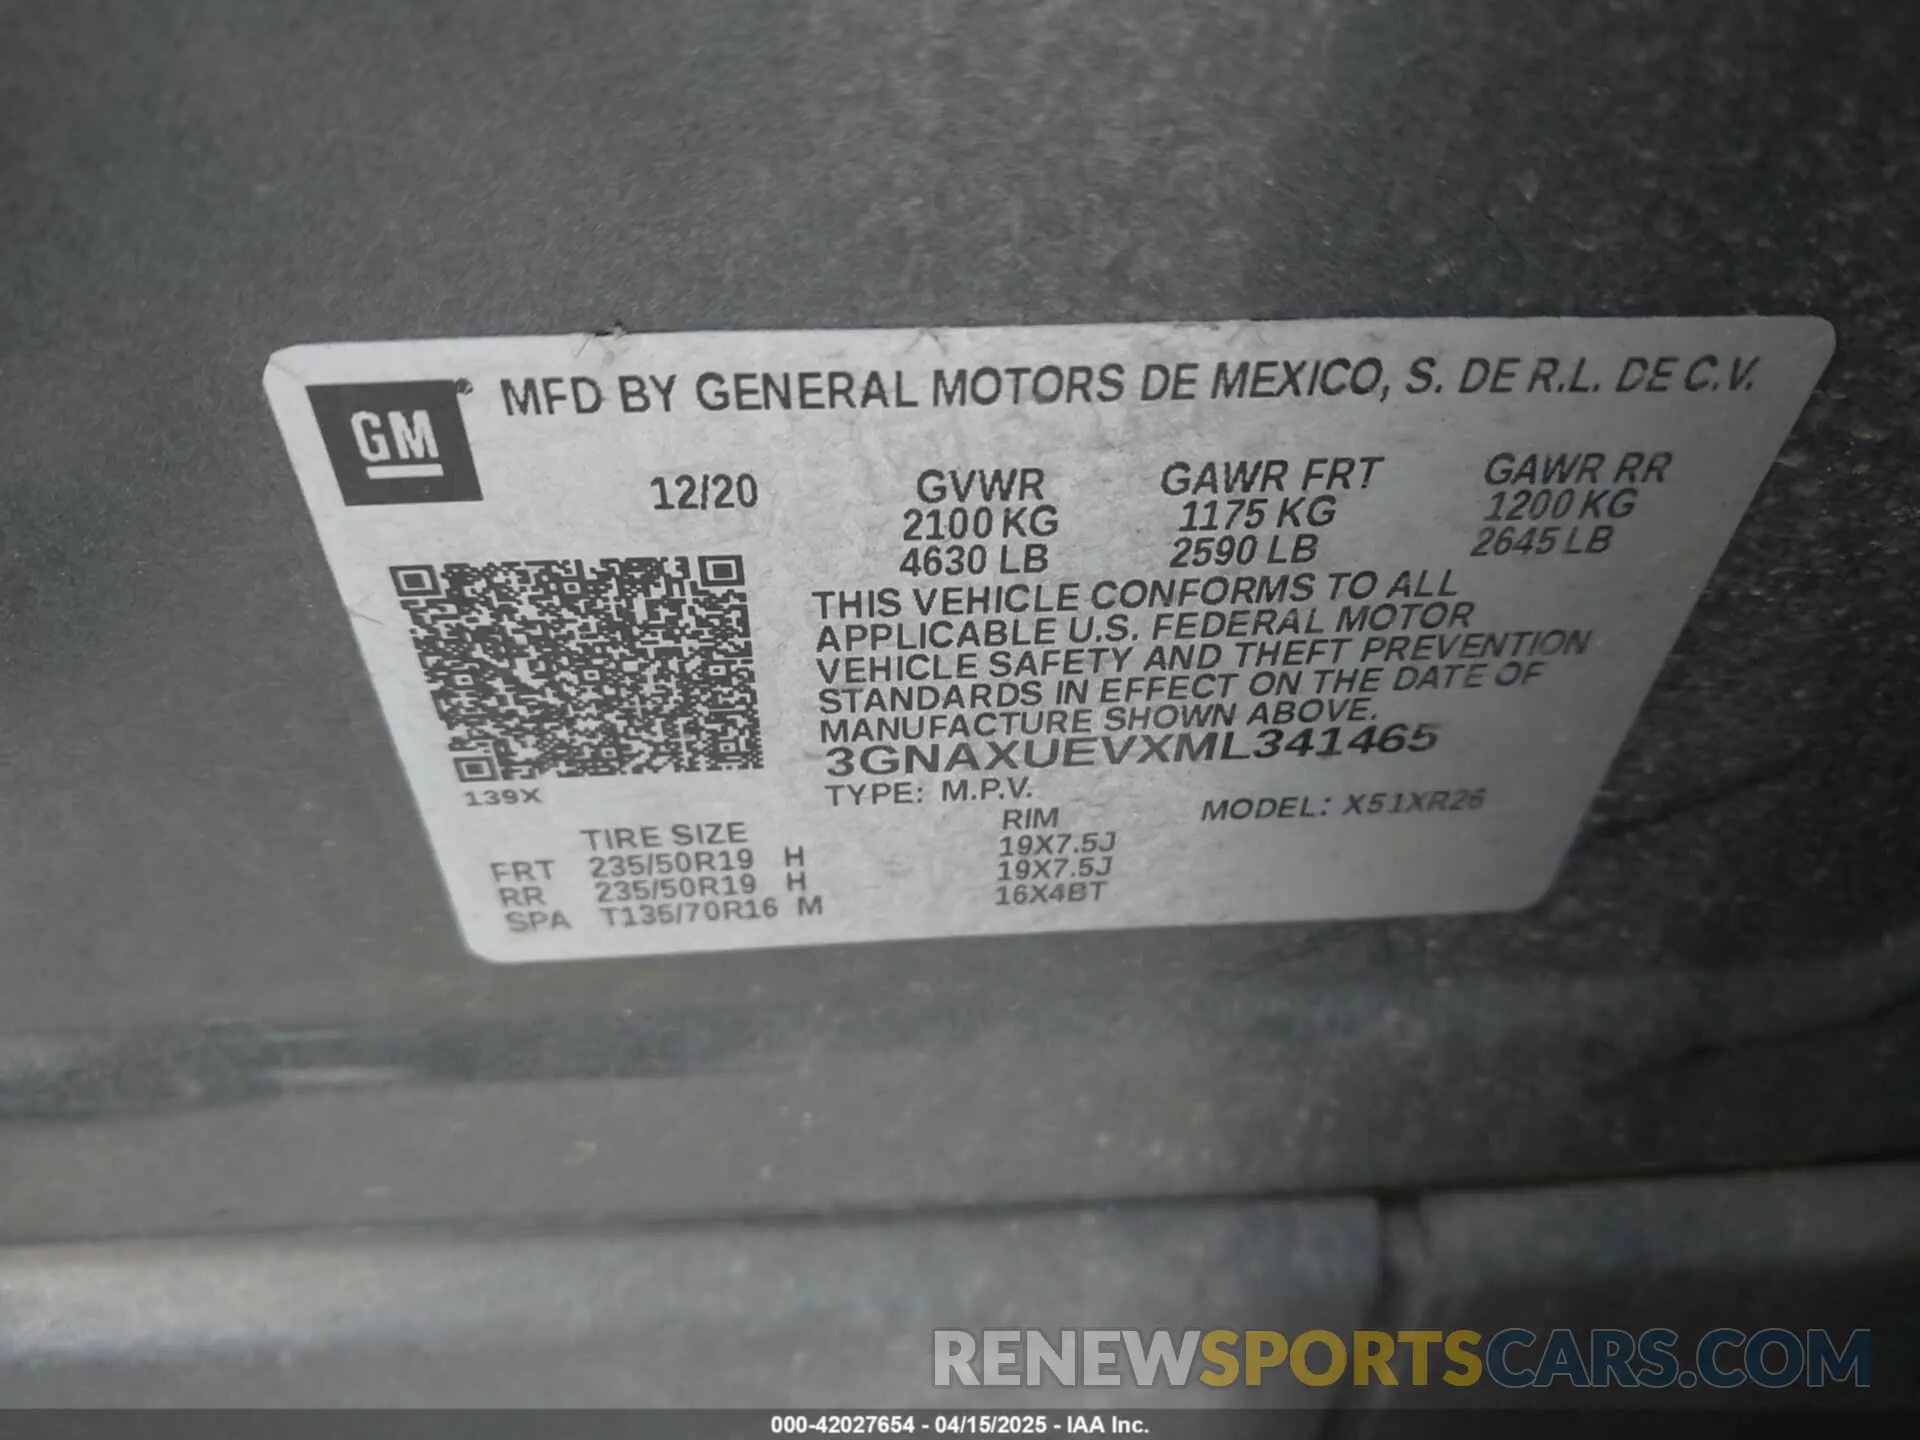 GM® MFD BY GENERAL MOTORS DE MEXICO, S. DE R.L. DE C.V.
12/20 GVWR GAWR FRT GAWR RR
2100 KG 1175 KG 1200 KG
4630 LB 2590 LB 2645 LB
THIS VEHICLE CONFORMS TO ALL
APPLICABLE U.S. FEDERAL MOTOR
VEHICLE SAFETY AND THEFT PREVENTION
STANDARDS IN EFFECT ON THE DATE OF
MANUFACTURE SHOWN ABOVE.
3GNAXUEVXML341465
139X TYPE: M.P.V. MODEL: X51XR26
TIRE SIZE RIM
FRT 235/50R19 H 19X7.5J
RR 235/50R19 H 19X7.5J
SPA T135/70R16 M 16X4BT
RENEWSPORTSCARS.COM
000-42027654 - 04/15/2025 - IAA Inc.